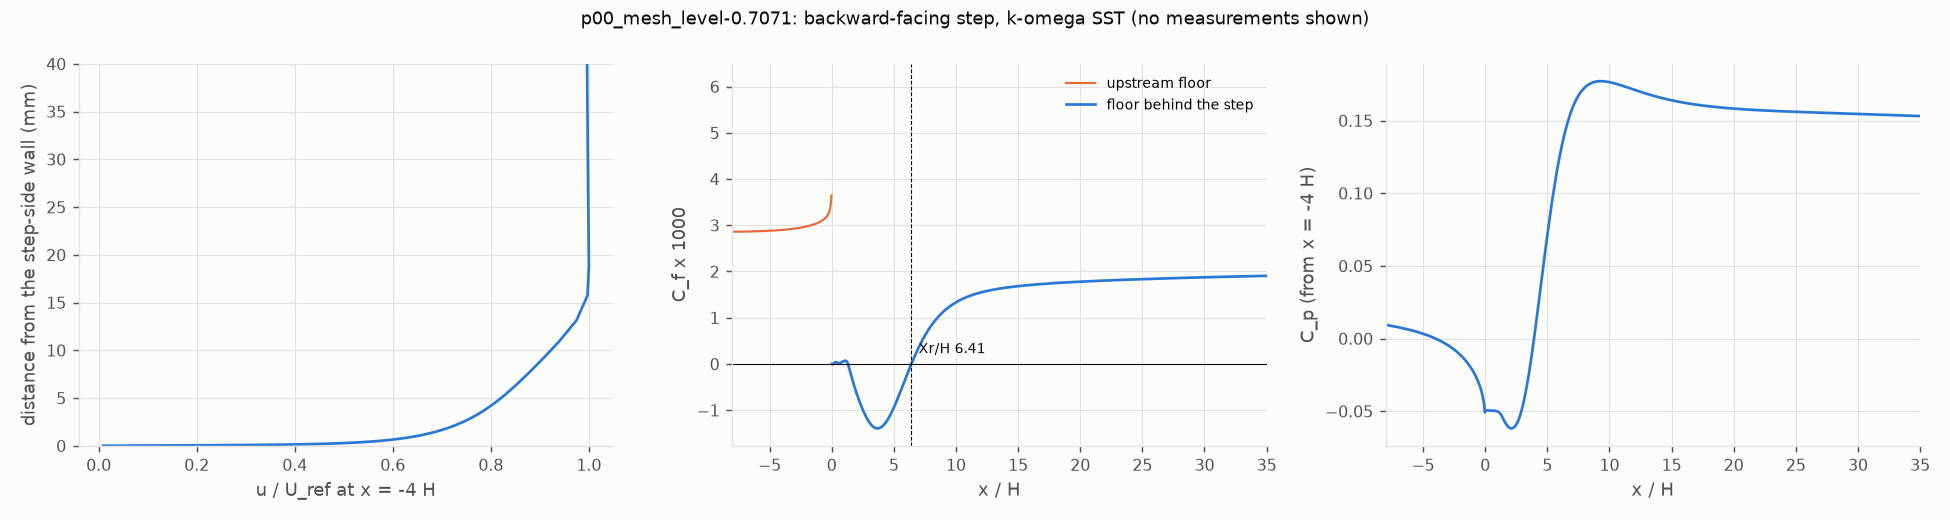 p00_mesh_level-0.7071: backward-facing step, k-omega SST (no measurements shown)
distance from the step-side wall (mm)
40
35
30
25
20
15
10
5
0
0.0 0.2 0.4 0.6 0.8 1.0
u / U_ref at x = -4 H
C_f x 1000
6
5
4
3
2
1
0
−1
upstream floor
floor behind the step
Xr/H 6.41
−5 0 5 10 15 20 25 30 35
x / H
C_p (from x = -4 H)
0.15
0.10
0.05
0.00
−0.05
−5 0 5 10 15 20 25 30 35
x / H